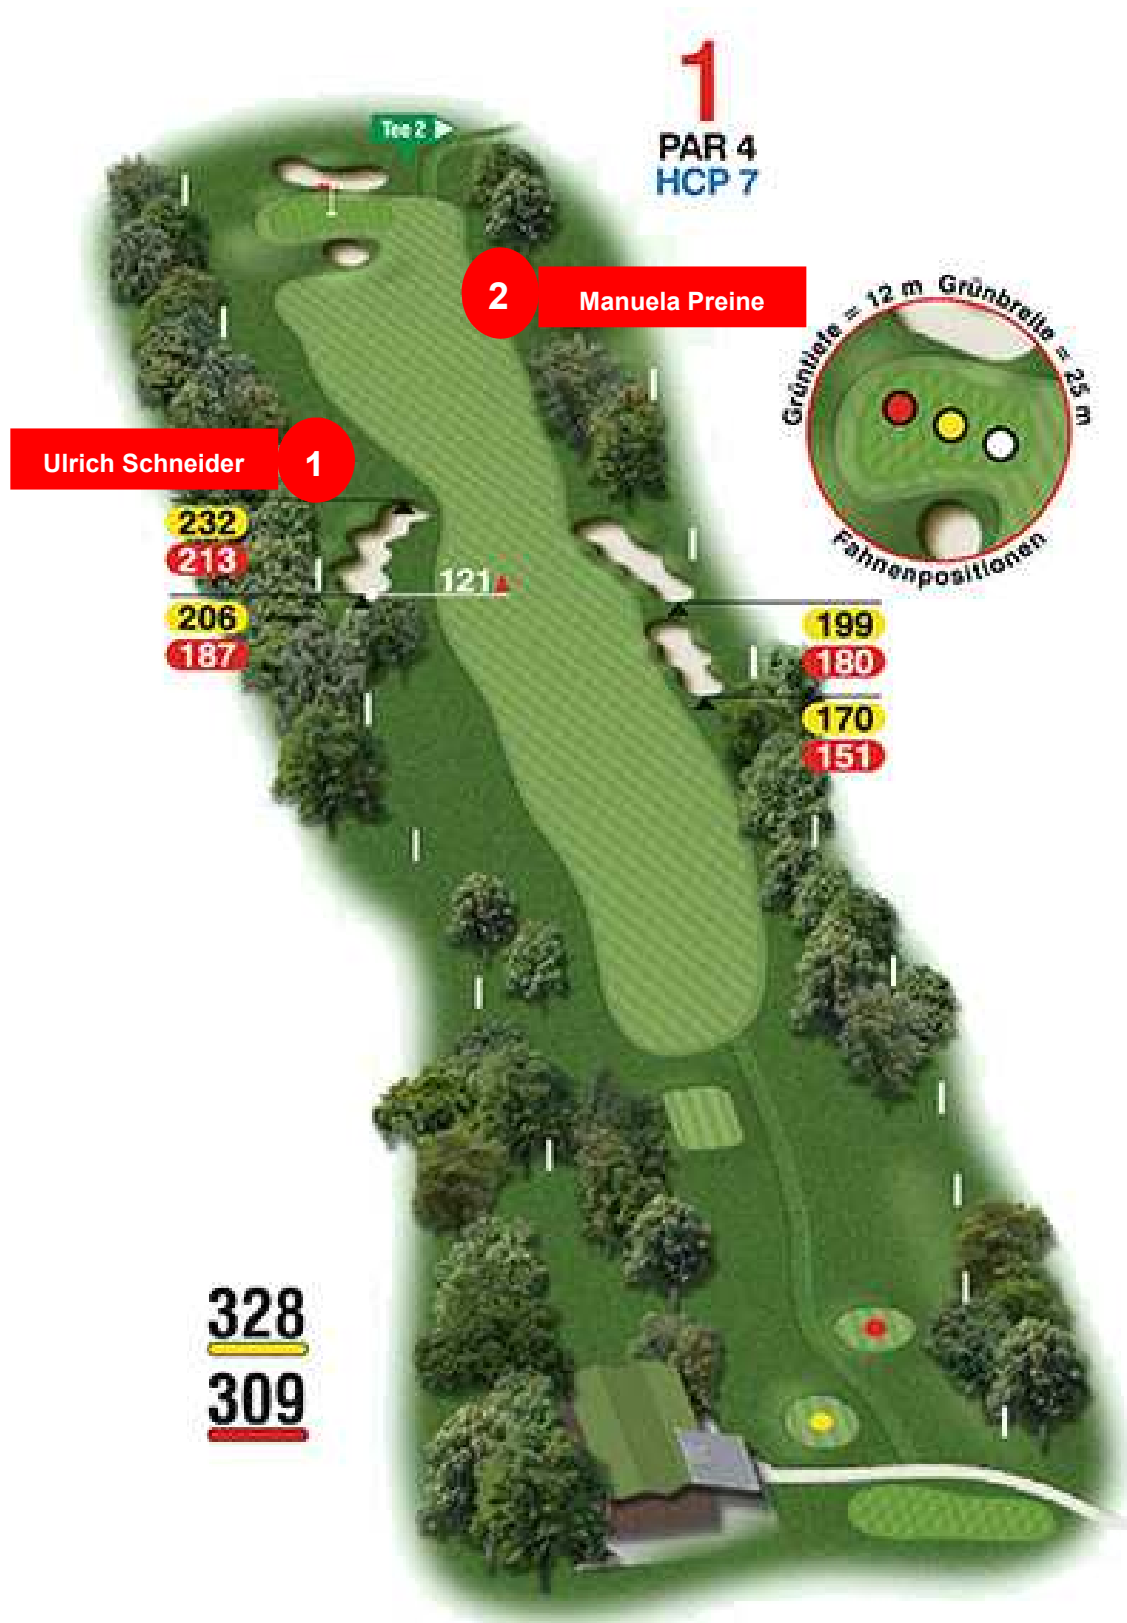 1
PAR 4
HCP 7
Tee 2
2
Manuela Preine
Grüntiefe = 12 m Grünbreite = 25 m
Fahnenpositionen
Ulrich Schneider
1
232
213
206
187
121
199
180
170
151
328
309